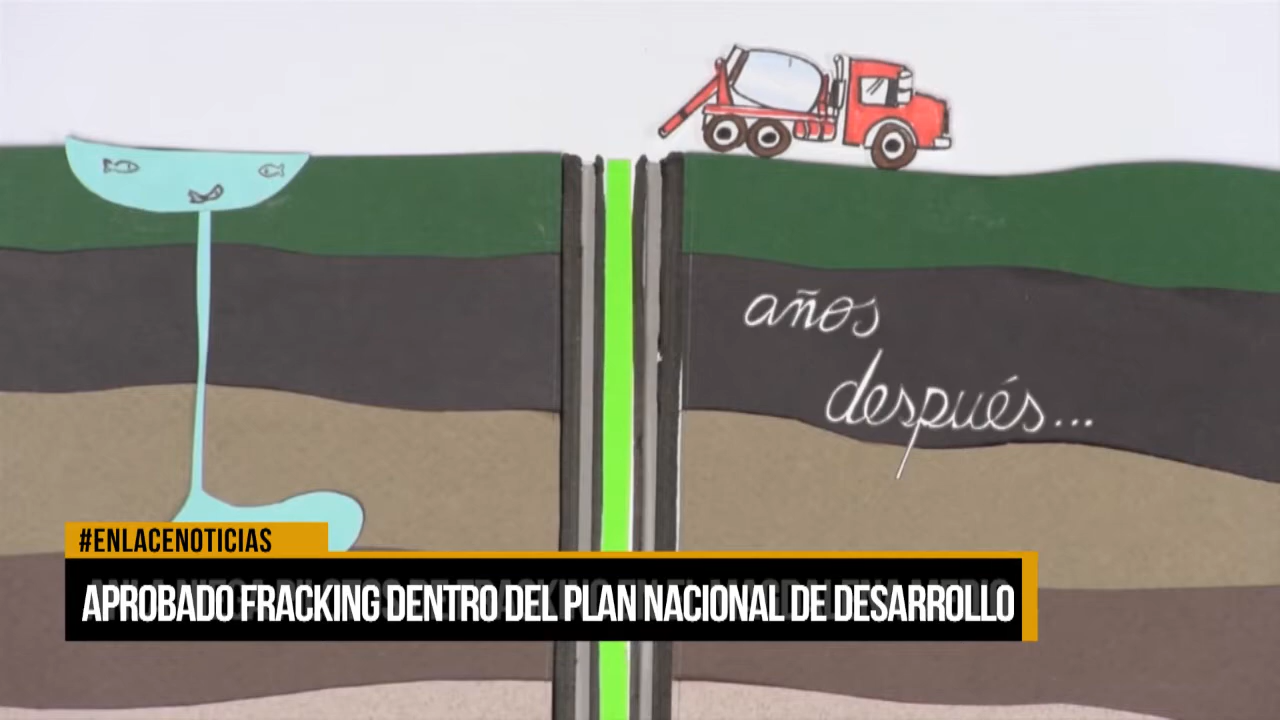 años
después...
#ENLACENOTICIAS
APROBADO FRACKING DENTRO DEL PLAN NACIONAL DE DESARROLLO